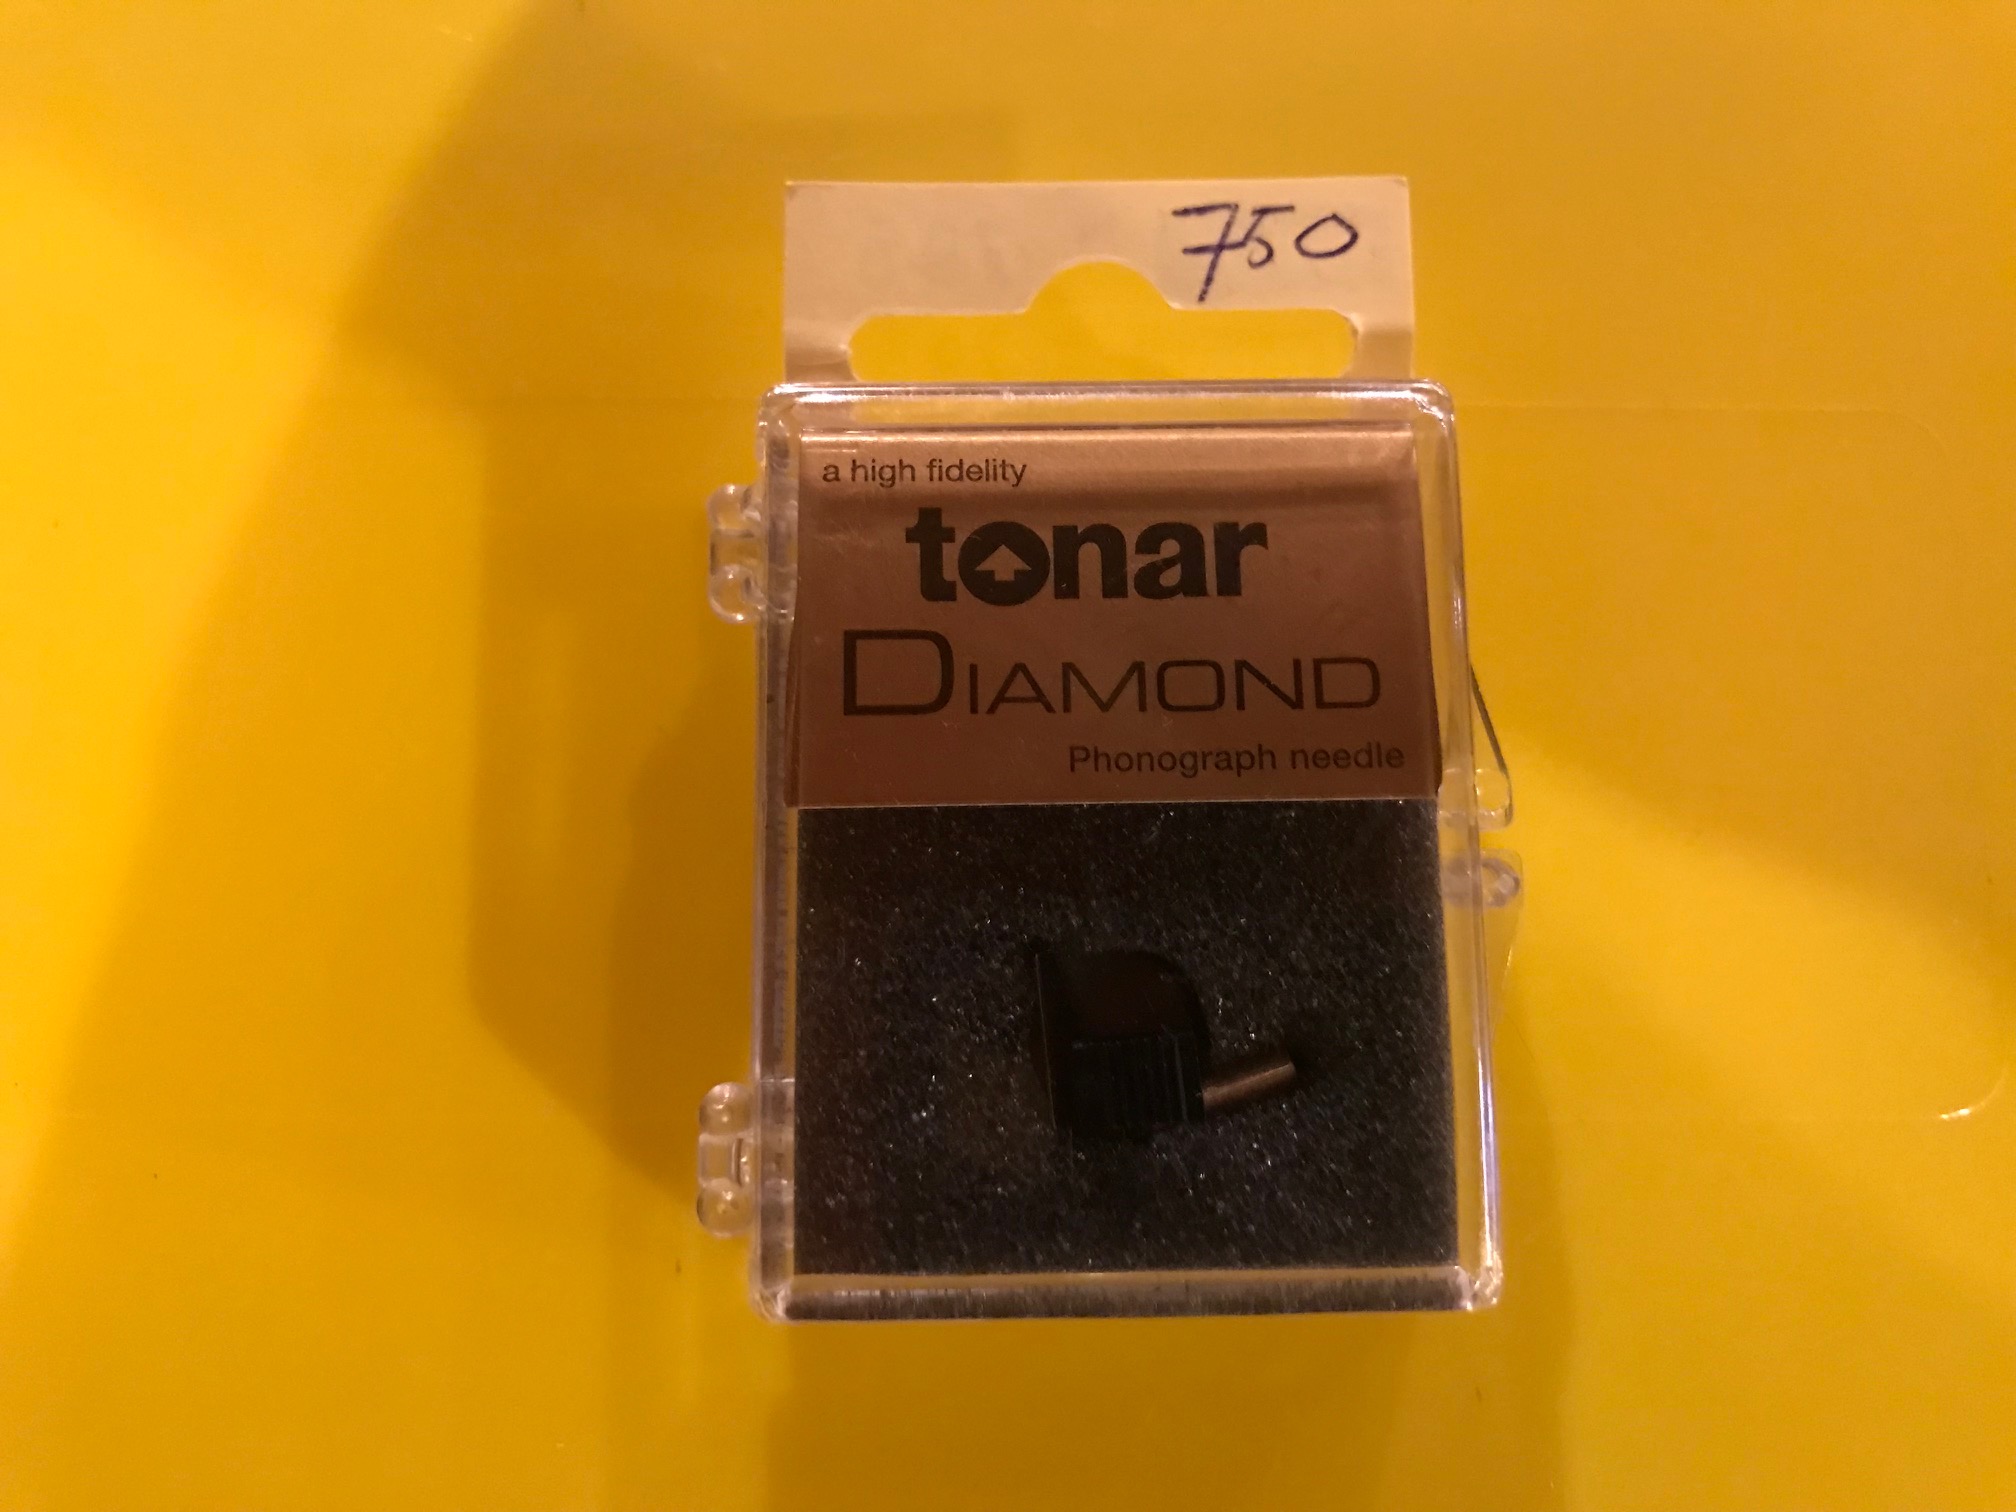 750
a high fidelity
tonar
DIAMOND
Phonograph needle